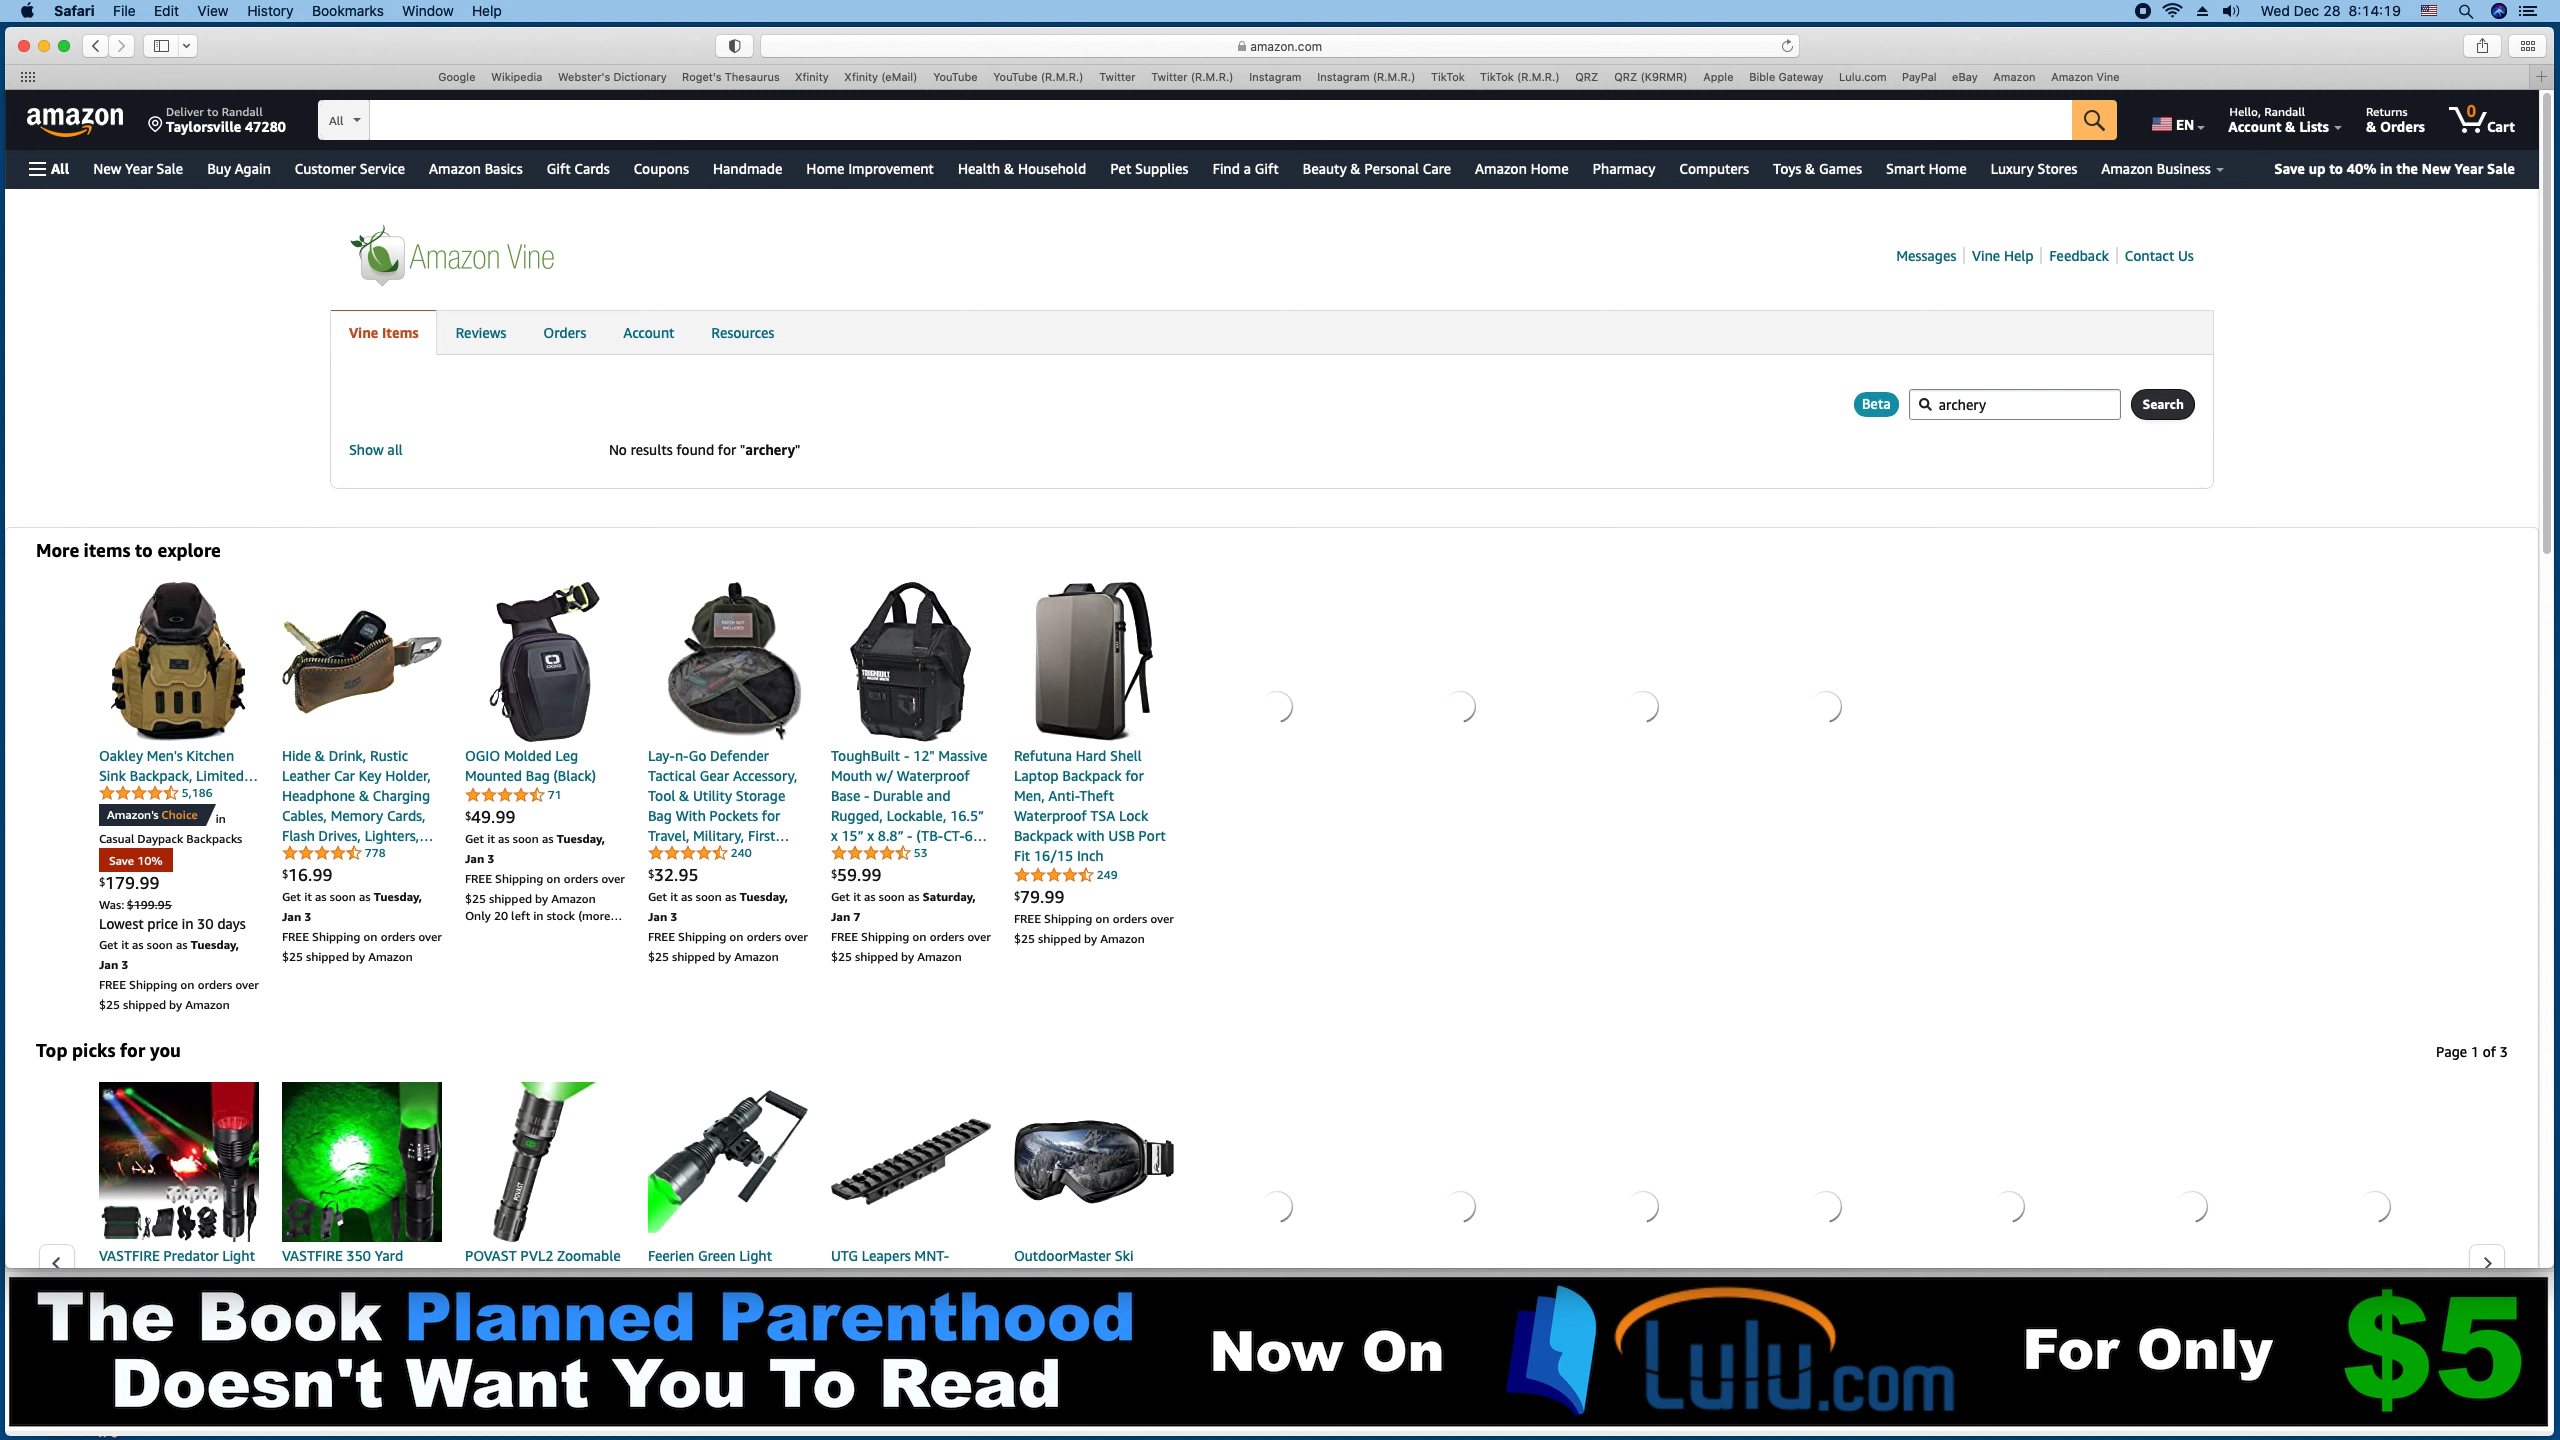 Safari File Edit View History Bookmarks Window Help
Wed Dec 28 8:14:19
amazon.com
Google Wikipedia Webster's Dictionary Roget's Thesaurus Xfinity Xfinity (eMail) YouTube YouTube (R.M.R.) Twitter Twitter (R.M.R.) Instagram Instagram (R.M.R.) TikTok TikTok (R.M.R.) QRZ QRZ (K9RMR) Apple Bible Gateway Lulu.com PayPal eBay Amazon Amazon Vine
amazon
Deliver to Randall
Taylorsville 47280
All
EN
Hello, Randall
Account & Lists
Returns
& Orders
0
Cart
All New Year Sale Buy Again Customer Service Amazon Basics Gift Cards Coupons Handmade Home Improvement Health & Household Pet Supplies Find a Gift Beauty & Personal Care Amazon Home Pharmacy Computers Toys & Games Smart Home Luxury Stores Amazon Business Save up to 40% in the New Year Sale
Amazon Vine
Messages Vine Help Feedback Contact Us
Vine Items Reviews Orders Account Resources
Beta archery Search
Show all
No results found for "archery"
More items to explore
PATCH NOT
INCLUDED
OGIO
TOUGHBUILT
Oakley Men's Kitchen
Sink Backpack, Limited...
5,186
Amazon's Choice in
Casual Daypack Backpacks
Save 10%
$179.99
Was: $199.95
Lowest price in 30 days
Get it as soon as Tuesday,
Jan 3
FREE Shipping on orders over
$25 shipped by Amazon
Hide & Drink, Rustic
Leather Car Key Holder,
Headphone & Charging
Cables, Memory Cards,
Flash Drives, Lighters,...
778
$16.99
Get it as soon as Tuesday,
Jan 3
FREE Shipping on orders over
$25 shipped by Amazon
OGIO Molded Leg
Mounted Bag (Black)
71
$49.99
Get it as soon as Tuesday,
Jan 3
FREE Shipping on orders over
$25 shipped by Amazon
Only 20 left in stock (more...
Lay-n-Go Defender
Tactical Gear Accessory,
Tool & Utility Storage
Bag With Pockets for
Travel, Military, First...
240
$32.95
Get it as soon as Tuesday,
Jan 3
FREE Shipping on orders over
$25 shipped by Amazon
ToughBuilt - 12" Massive
Mouth w/ Waterproof
Base - Durable and
Rugged, Lockable, 16.5”
x 15” x 8.8” - (TB-CT-6...
53
$59.99
Get it as soon as Saturday,
Jan 7
FREE Shipping on orders over
$25 shipped by Amazon
Refutuna Hard Shell
Laptop Backpack for
Men, Anti-Theft
Waterproof TSA Lock
Backpack with USB Port
Fit 16/15 Inch
249
$79.99
FREE Shipping on orders over
$25 shipped by Amazon
Top picks for you
Page 1 of 3
POVAST
VASTFIRE Predator Light
VASTFIRE 350 Yard
POVAST PVL2 Zoomable
Feerien Green Light
UTG Leapers MNT-
OutdoorMaster Ski
The Book Planned Parenthood
Doesn't Want You To Read
Now On
Lulu.com
For Only
$5